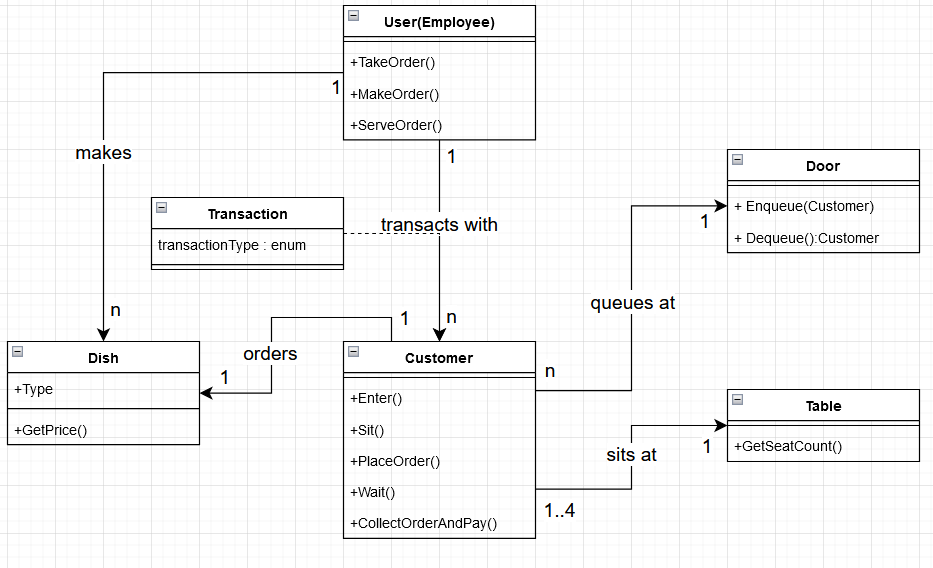 User(Employee)
+TakeOrder()
+MakeOrder()
+ServeOrder()
1
makes
1
Door
+ Enqueue(Customer)
+ Dequeue():Customer
Transaction
transactionType : enum
transacts with
1
queues at
n
n
1
orders
1
Dish
+Type
+GetPrice()
Customer
+Enter()
+Sit()
+PlaceOrder()
+Wait()
+CollectOrderAndPay()
n
Table
+GetSeatCount()
sits at
1
1..4